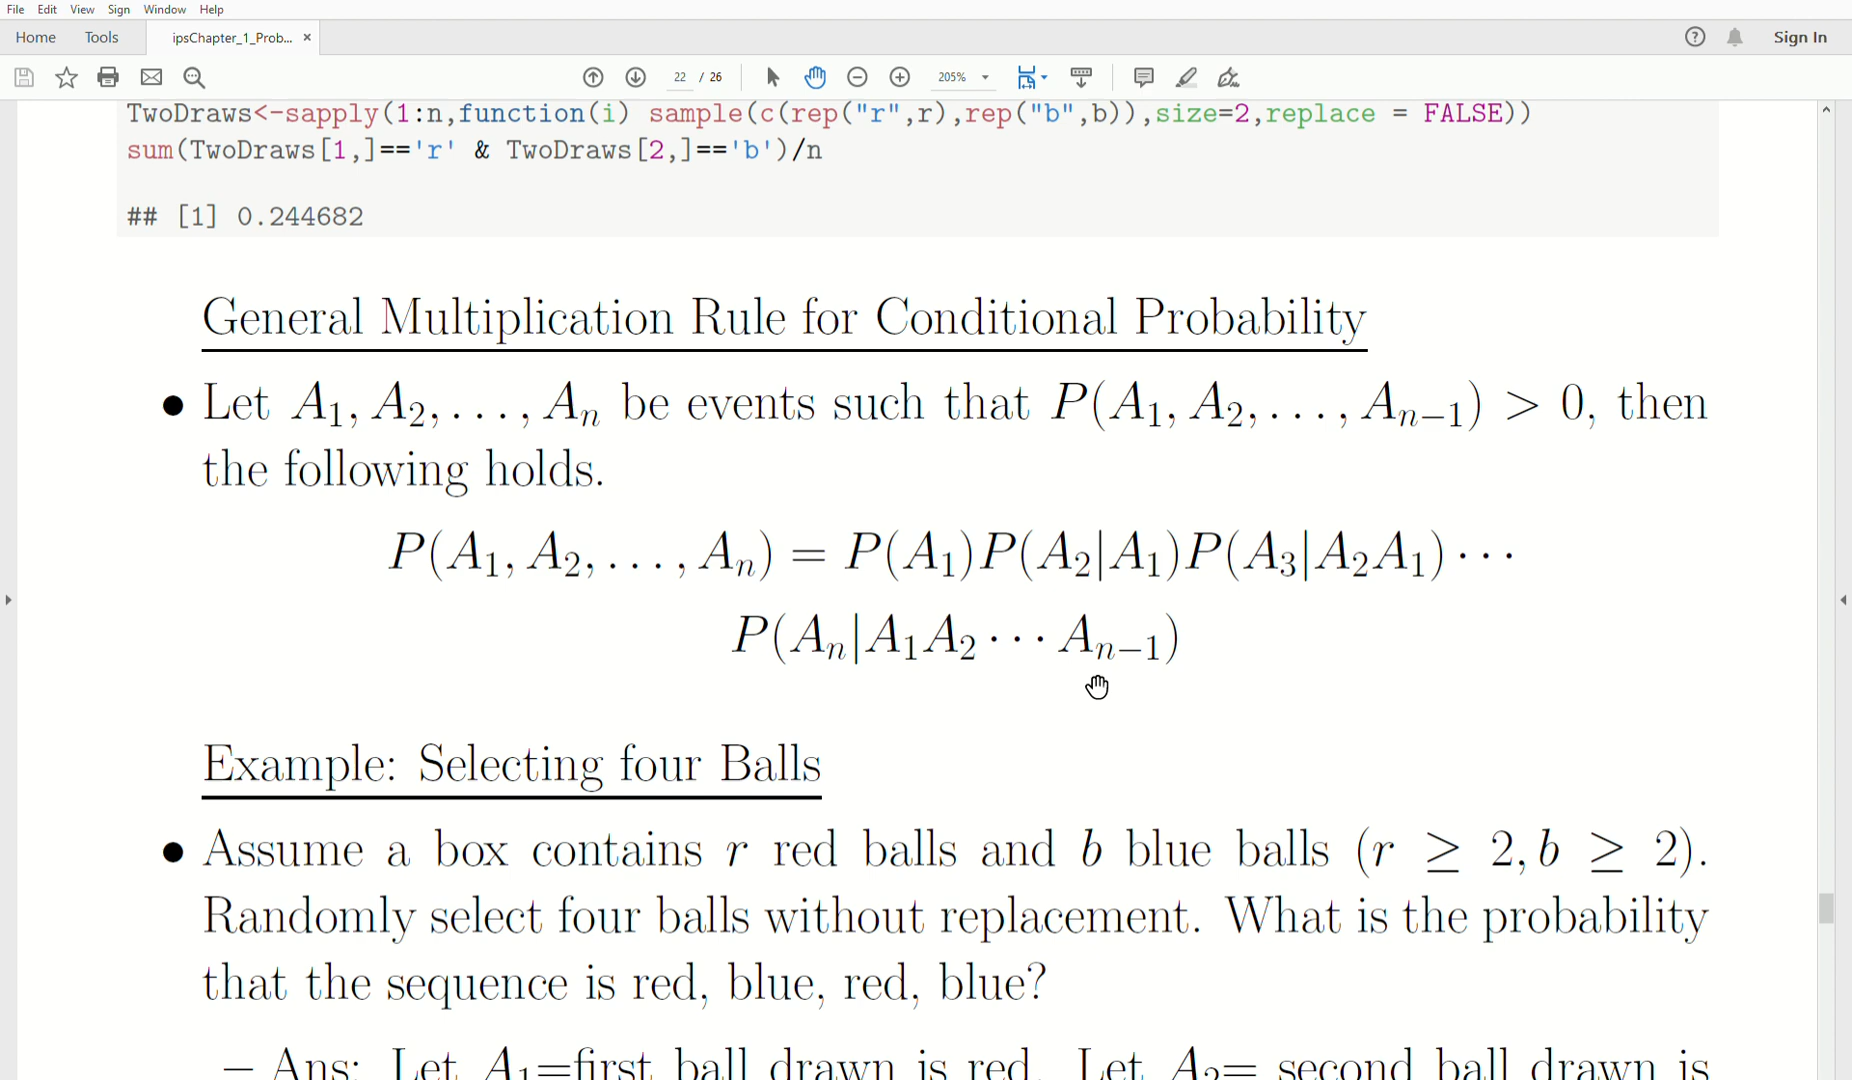 File Edit View Sign Window Help
Home Tools ipsChapter_1_Prob... × Sign In
22 / 26 205%
TwoDraws<-sapply(1:n,function(i) sample(c(rep("r",r),rep("b",b)),size=2,replace = FALSE))
sum(TwoDraws[1,]=='r' & TwoDraws[2,]=='b')/n
## [1] 0.244682
General Multiplication Rule for Conditional Probability
• Let A₁, A₂, . . . , Aₙ be events such that P(A₁, A₂, . . . , Aₙ₋₁) > 0, then
the following holds.
P(A₁, A₂, . . . , Aₙ) = P(A₁)P(A₂|A₁)P(A₃|A₂A₁) · · ·
P(Aₙ|A₁A₂ · · · Aₙ₋₁)
Example: Selecting four Balls
• Assume a box contains r red balls and b blue balls (r ≥ 2, b ≥ 2).
Randomly select four balls without replacement. What is the probability
that the sequence is red, blue, red, blue?
– Ans: Let A₁=first ball drawn is red. Let A₂= second ball drawn is